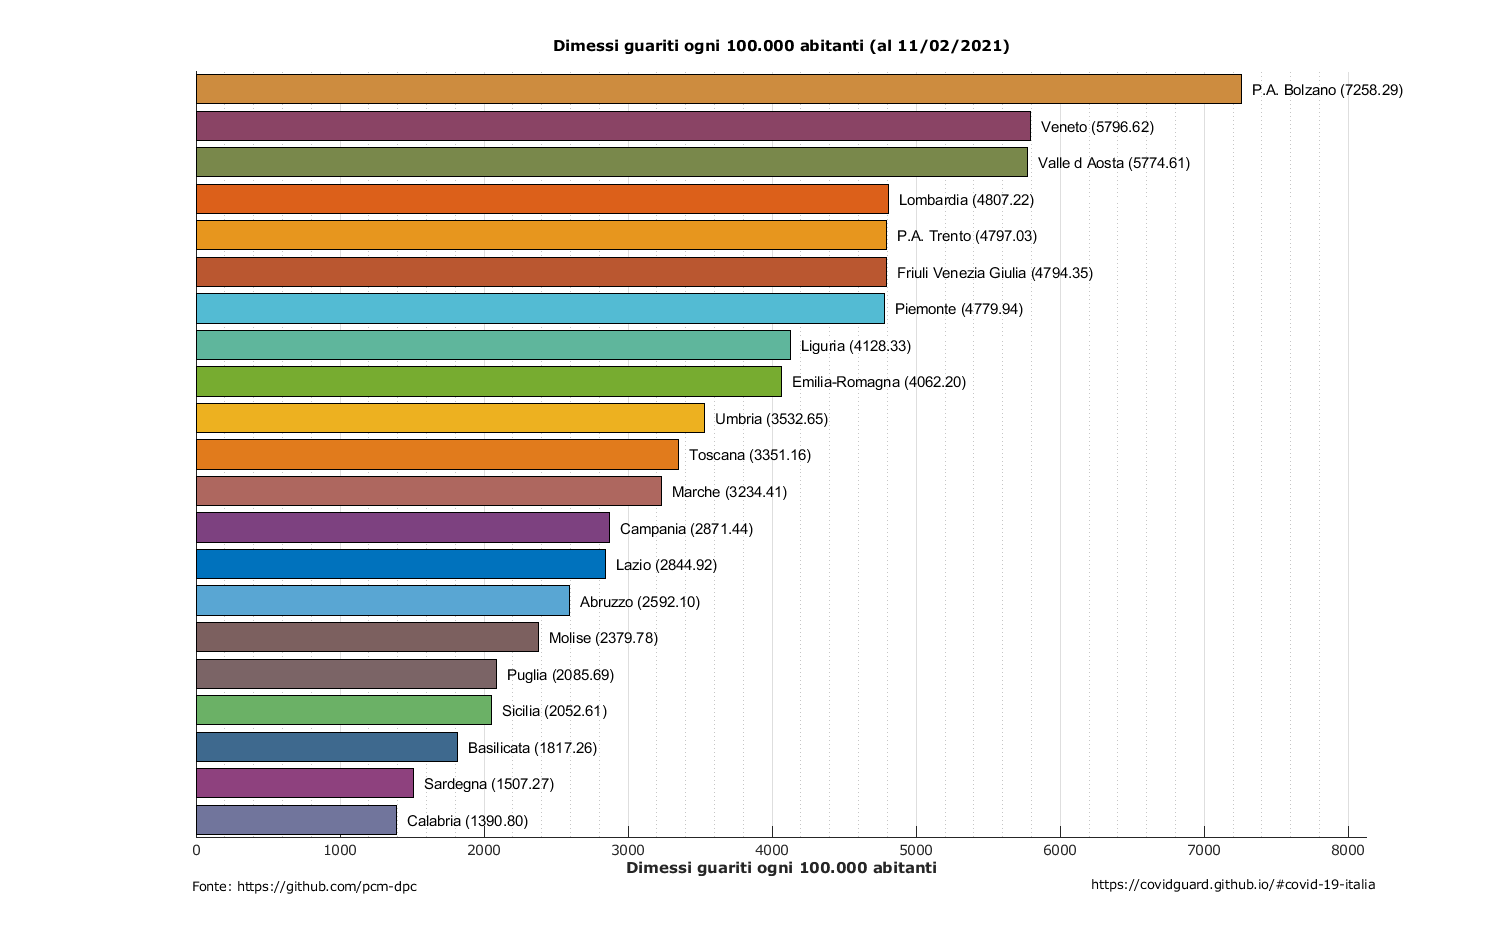 Dimessi guariti ogni 100.000 abitanti (al 11/02/2021)
P.A. Bolzano (7258.29)
Veneto (5796.62)
Valle d Aosta (5774.61)
Lombardia (4807.22)
P.A. Trento (4797.03)
Friuli Venezia Giulia (4794.35)
Piemonte (4779.94)
Liguria (4128.33)
Emilia-Romagna (4062.20)
Umbria (3532.65)
Toscana (3351.16)
Marche (3234.41)
Campania (2871.44)
Lazio (2844.92)
Abruzzo (2592.10)
Molise (2379.78)
Puglia (2085.69)
Sicilia (2052.61)
Basilicata (1817.26)
Sardegna (1507.27)
Calabria (1390.80)
0 1000 2000 3000 4000 5000 6000 7000 8000
Dimessi guariti ogni 100.000 abitanti
Fonte: https://github.com/pcm-dpc
https://covidguard.github.io/#covid-19-italia